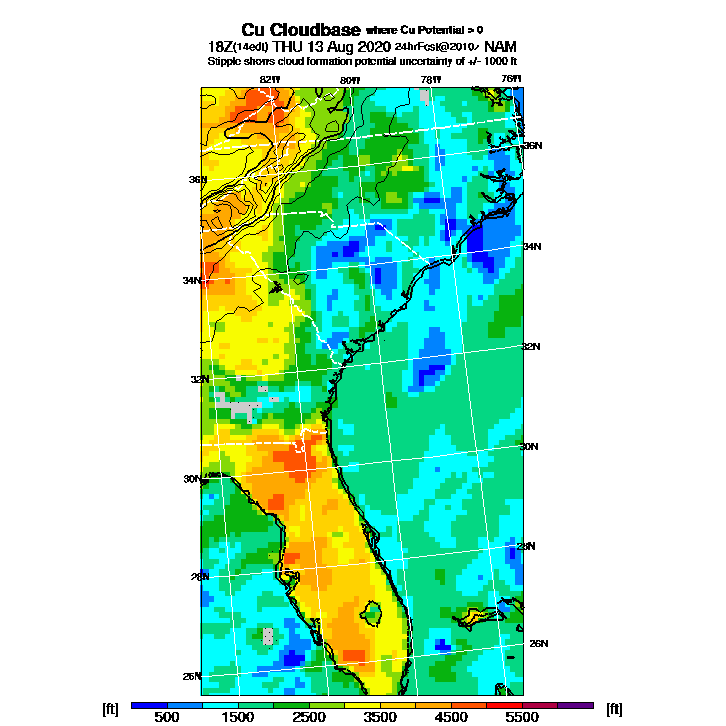 Cu Cloudbase where Cu Potential > 0
18Z(14edt) THU 13 Aug 2020 24hrFcst@2010z NAM
Stipple shows cloud formation potential uncertainty of +/- 1000 ft
82W 80W 78W 76W
36N 36N
34N 34N
32N 32N
30N 30N
28N 28N
26N 26N
[ft] 500 1500 2500 3500 4500 5500 [ft]